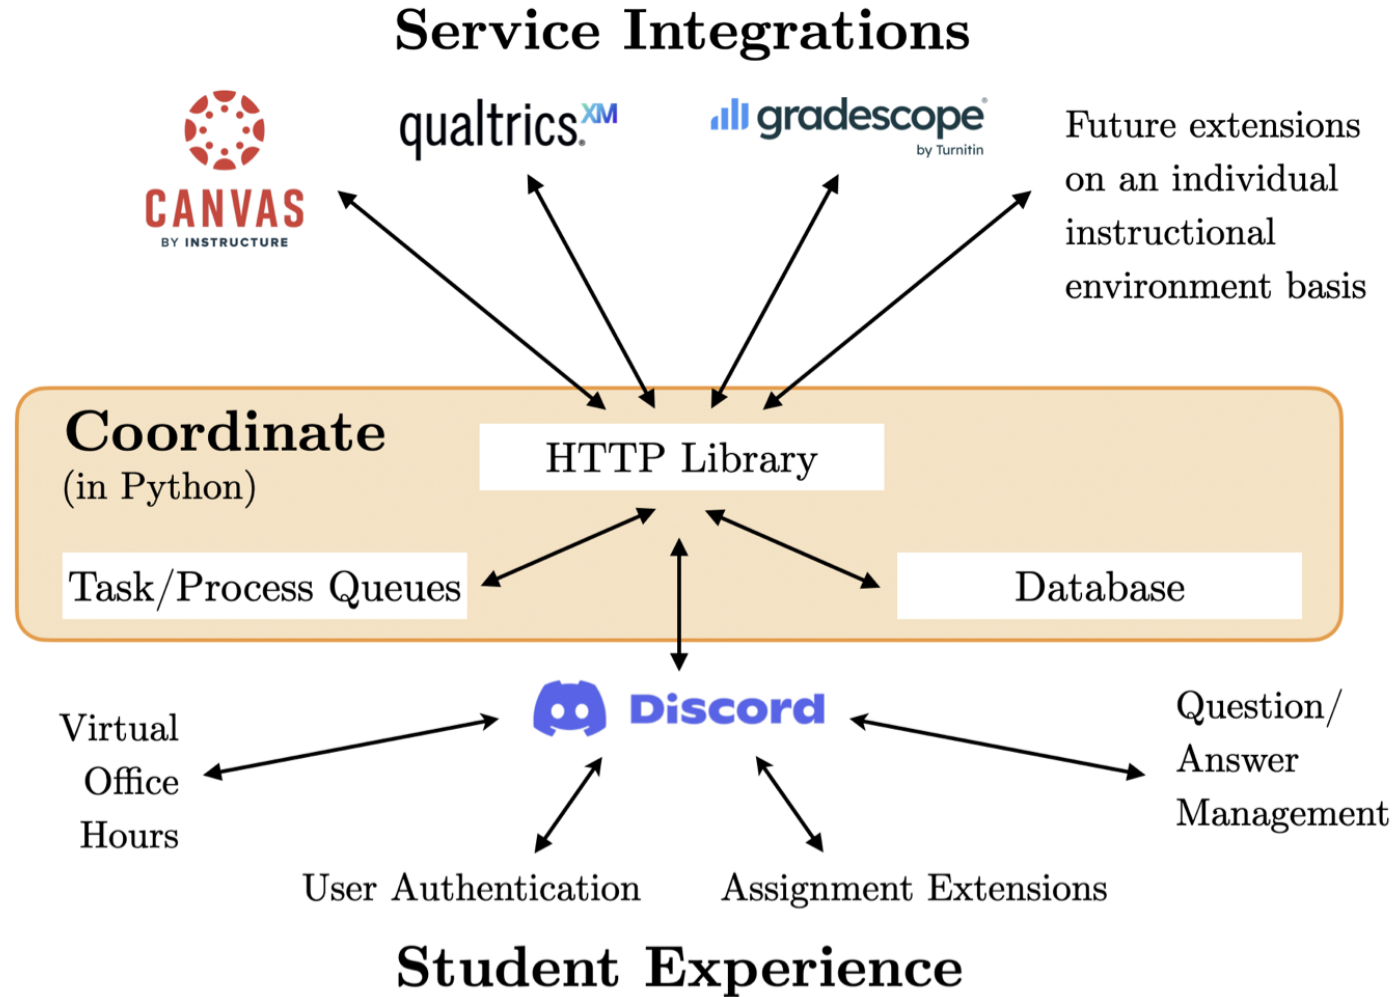 Service Integrations
CANVAS
BY INSTRUCTURE
qualtrics.XM
gradescope
by Turnitin
Future extensions
on an individual
instructional
environment basis
Coordinate
(in Python)
HTTP Library
Task/Process Queues
Database
Discord
Virtual
Office
Hours
Question/
Answer
Management
User Authentication
Assignment Extensions
Student Experience